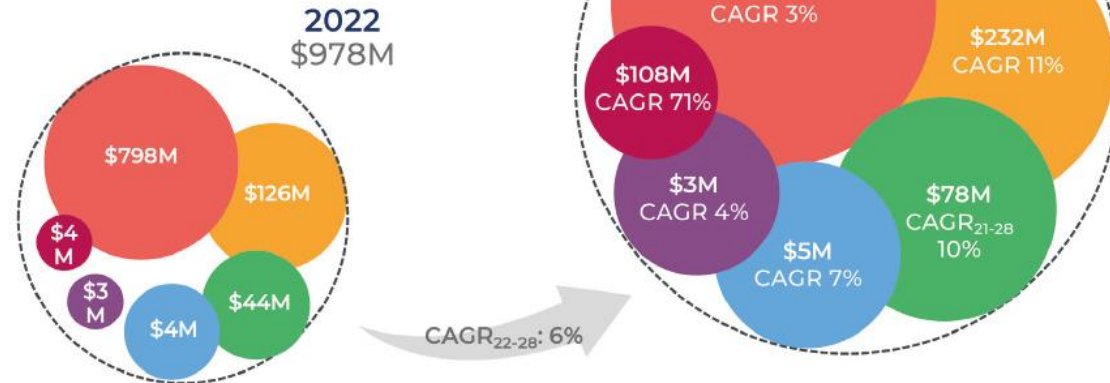 2022
$978M
$798M
$126M
$4
M
$3
M
$4M
$44M
CAGR22-28: 6%
CAGR 3%
$232M
CAGR 11%
$108M
CAGR 71%
$3M
CAGR 4%
$5M
CAGR 7%
$78M
CAGR21-28
10%